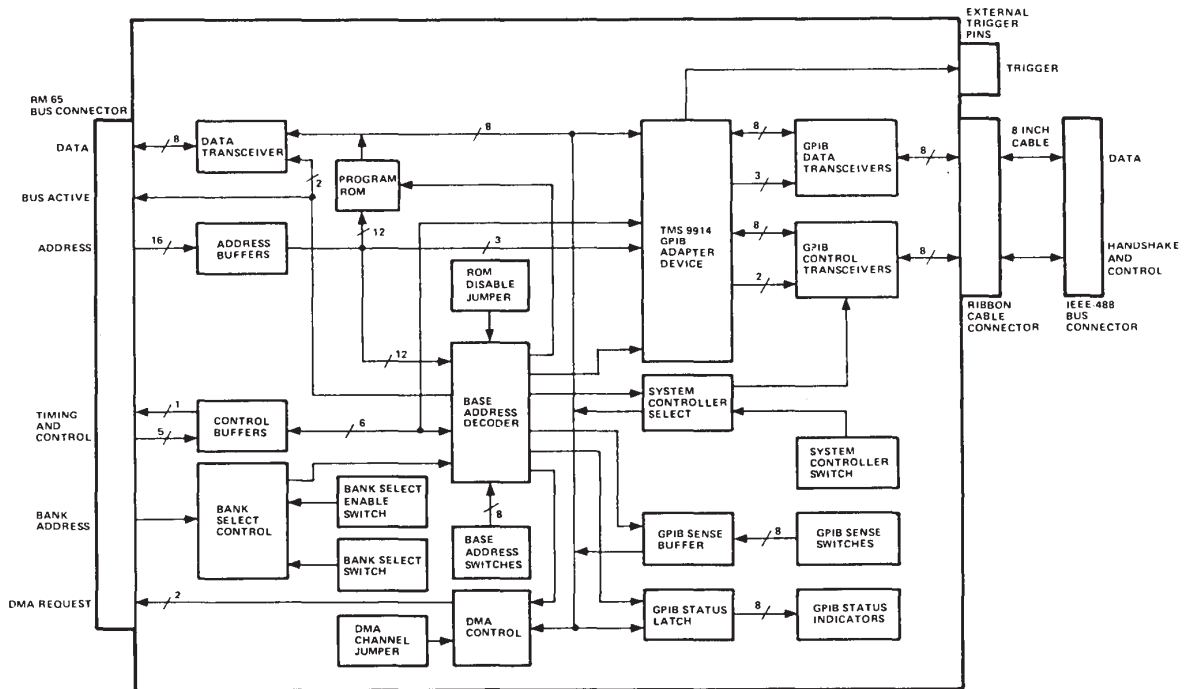 EXTERNAL
TRIGGER
PINS
TRIGGER
RM 65
BUS CONNECTOR
DATA
8
DATA
TRANSCEIVER
8
2
PROGRAM
ROM
BUS ACTIVE
12
ADDRESS
16
ADDRESS
BUFFERS
3
TMS 9914
GPIB
ADAPTER
DEVICE
8
GPIB
DATA
TRANSCEIVERS
3
8
8 INCH
CABLE
DATA
8
GPIB
CONTROL
TRANSCEIVERS
2
8
HANDSHAKE
AND
CONTROL
RIBBON
CABLE
CONNECTOR
IEEE-488
BUS
CONNECTOR
ROM
DISABLE
JUMPER
12
BASE
ADDRESS
DECODER
SYSTEM
CONTROLLER
SELECT
SYSTEM
CONTROLLER
SWITCH
TIMING
AND
CONTROL
1
5
CONTROL
BUFFERS
6
BANK
ADDRESS
BANK
SELECT
CONTROL
BANK SELECT
ENABLE
SWITCH
BANK SELECT
SWITCH
8
BASE
ADDRESS
SWITCHES
GPIB SENSE
BUFFER
8
GPIB SENSE
SWITCHES
DMA REQUEST
2
DMA
CHANNEL
JUMPER
DMA
CONTROL
GPIB STATUS
LATCH
8
GPIB STATUS
INDICATORS